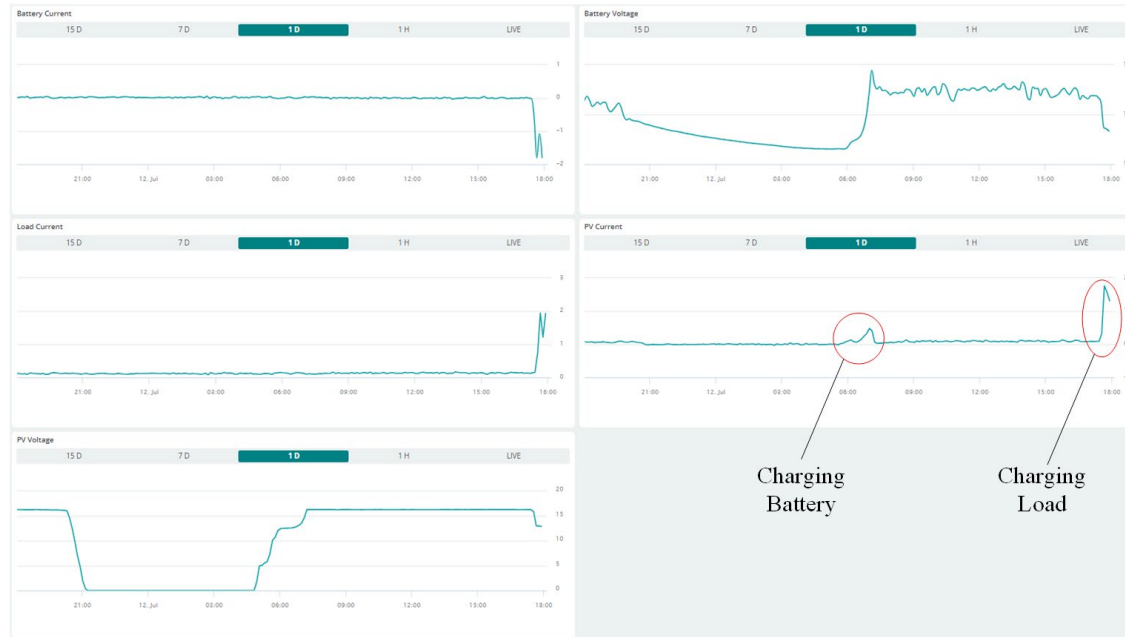 Battery Current
15 D 7 D 1 D 1 H LIVE
1
0
-1
-2
21:00 12. Jul 03:00 06:00 09:00 12:00 15:00 18:00
Battery Voltage
15 D 7 D 1 D 1 H LIVE
21:00 12. Jul 03:00 06:00 09:00 12:00 15:00 18:00
Load Current
15 D 7 D 1 D 1 H LIVE
3
2
1
0
21:00 12. Jul 03:00 06:00 09:00 12:00 15:00 18:00
PV Current
15 D 7 D 1 D 1 H LIVE
21:00 12. Jul 03:00 06:00 09:00 12:00 15:00 18:00
PV Voltage
15 D 7 D 1 D 1 H LIVE
20
15
10
5
0
21:00 12. Jul 03:00 06:00 09:00 12:00 15:00 18:00
Charging
Battery
Charging
Load